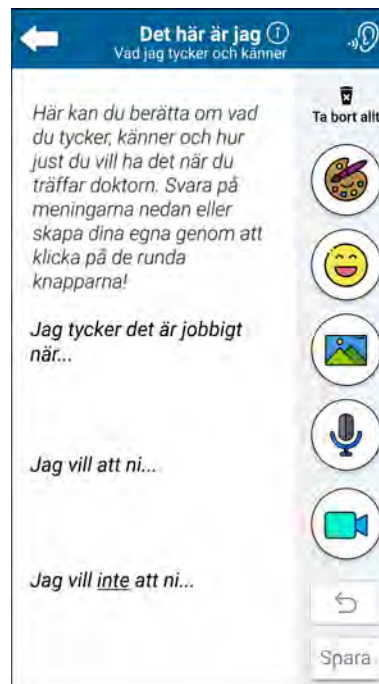 Det här är jag
Vad jag tycker och känner
Ta bort allt
Här kan du berätta om vad
du tycker, känner och hur
just du vill ha det när du
träffar doktorn. Svara på
meningarna nedan eller
skapa dina egna genom att
klicka på de runda
knapparna!
Jag tycker det är jobbigt
när...
Jag vill att ni...
Jag vill inte att ni...
Spara